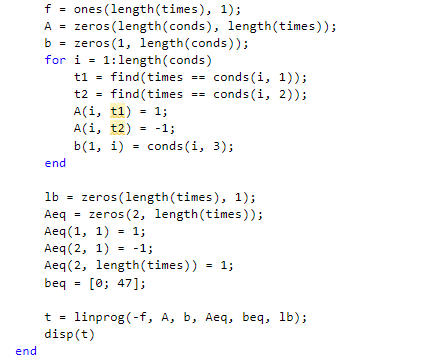 f = ones(length(times), 1);
A = zeros(length(conds), length(times));
b = zeros(1, length(conds));
for i = 1:length(conds)
t1 = find(times == conds(i, 1));
t2 = find(times == conds(i, 2));
A(i, t1) = 1;
A(i, t2) = -1;
b(1, i) = conds(i, 3);
end
lb = zeros(length(times), 1);
Aeq = zeros(2, length(times));
Aeq(1, 1) = 1;
Aeq(2, 1) = -1;
Aeq(2, length(times)) = 1;
beq = [0; 47];
t = linprog(-f, A, b, Aeq, beq, lb);
disp(t)
end